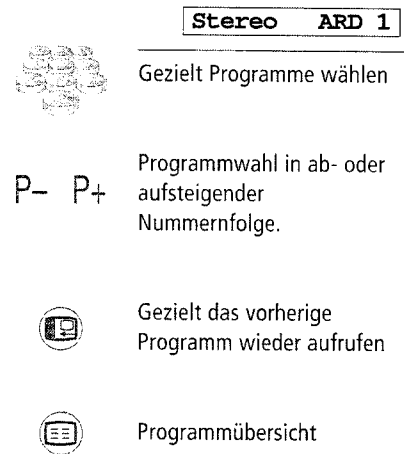 Stereo ARD 1
Gezielt Programme wählen
P– P+
Programmwahl in ab- oder
aufsteigender
Nummernfolge.
Gezielt das vorherige
Programm wieder aufrufen
Programmübersicht